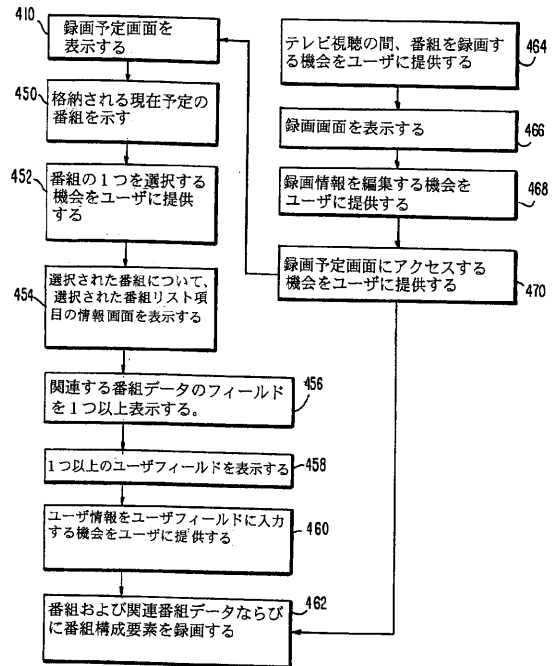 410
録画予定画面を
表示する
450
格納される現在予定の
番組を示す
452
番組の1つを選択する
機会をユーザに提供
する
454
選択された番組について、
選択された番組リスト項
目の情報画面を表示する
456
関連する番組データのフィールド
を1つ以上表示する。
458
1つ以上のユーザフィールドを表示する
460
ユーザ情報をユーザフィールドに入力
する機会をユーザに提供する
462
番組および関連番組データならび
に番組構成要素を録画する
464
テレビ視聴の間、番組を録画す
る機会をユーザに提供する
466
録画画面を表示する
468
録画情報を編集する機会を
ユーザに提供する
470
録画予定画面にアクセスする
機会をユーザに提供する